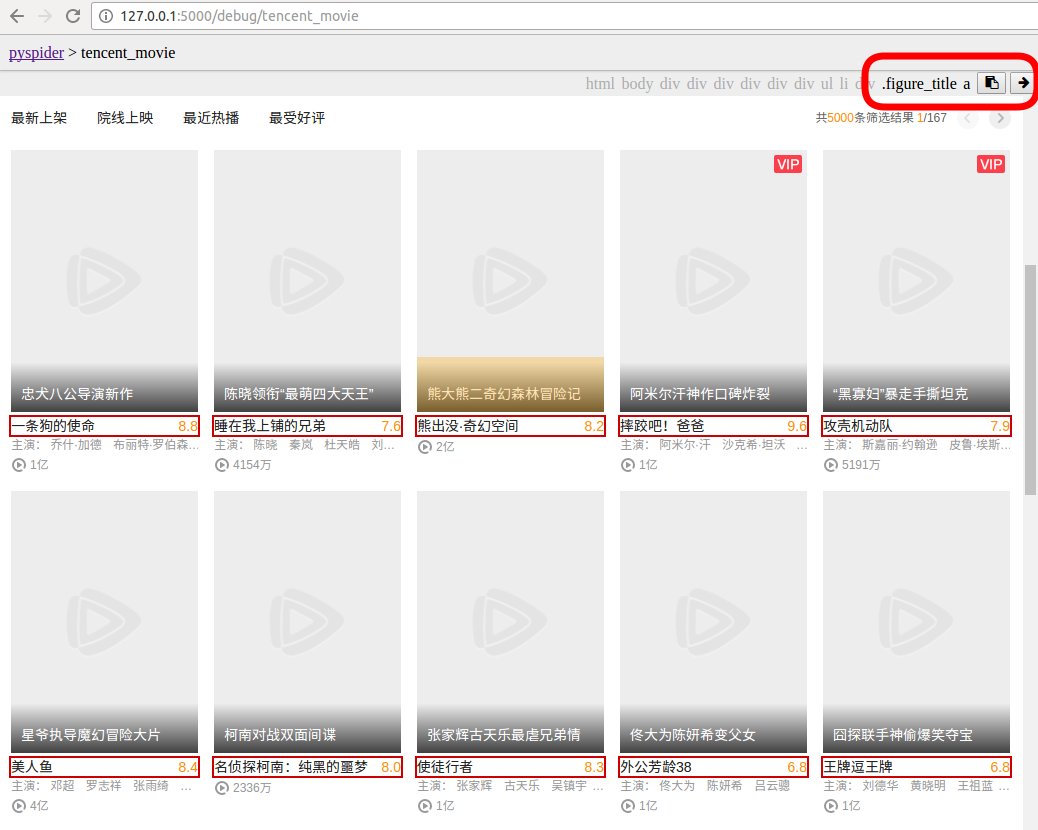 127.0.0.1:5000/debug/tencent_movie
pyspider > tencent_movie
html body div div div div div div ul li div .figure_title a
最新上架 院线上映 最近热播 最受好评 共5000条筛选结果 1/167
VIP VIP
忠犬八公导演新作 陈晓领衔“最萌四大天王” 熊大熊二奇幻森林冒险记 阿米尔汗神作口碑炸裂 “黑寡妇”暴走手撕坦克
一条狗的使命 8.8 睡在我上铺的兄弟 7.6 熊出没·奇幻空间 8.2 摔跤吧！爸爸 9.6 攻壳机动队 7.9
主演： 乔什·加德 布丽特·罗伯森… 主演： 陈晓 秦岚 杜天皓 刘… 2亿 主演： 阿米尔·汗 沙克希·坦沃 … 主演： 斯嘉丽·约翰逊 皮鲁·埃斯…
1亿 4154万 1亿 5191万
星爷执导魔幻冒险大片 柯南对战双面间谍 张家辉古天乐最虐兄弟情 佟大为陈妍希变父女 囧探联手神偷爆笑夺宝
美人鱼 8.4 名侦探柯南：纯黑的噩梦 8.0 使徒行者 8.3 外公芳龄38 6.8 王牌逗王牌 6.8
主演： 邓超 罗志祥 张雨绮 … 2336万 主演： 张家辉 古天乐 吴镇宇 … 主演： 佟大为 陈妍希 吕云骢 主演： 刘德华 黄晓明 王祖蓝 …
4亿 1亿 1亿 1亿